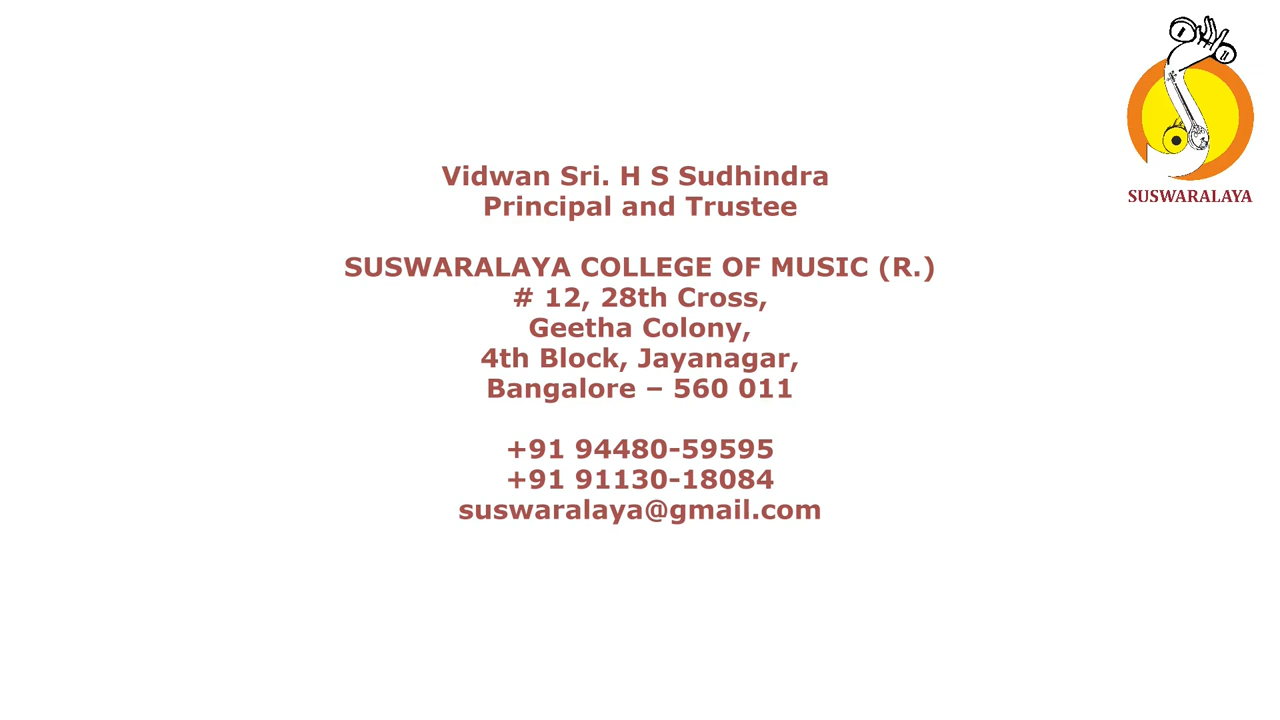 SUSWARALAYA
Vidwan Sri. H S Sudhindra
Principal and Trustee
SUSWARALAYA COLLEGE OF MUSIC (R.)
# 12, 28th Cross,
Geetha Colony,
4th Block, Jayanagar,
Bangalore – 560 011
+91 94480-59595
+91 91130-18084
suswaralaya@gmail.com